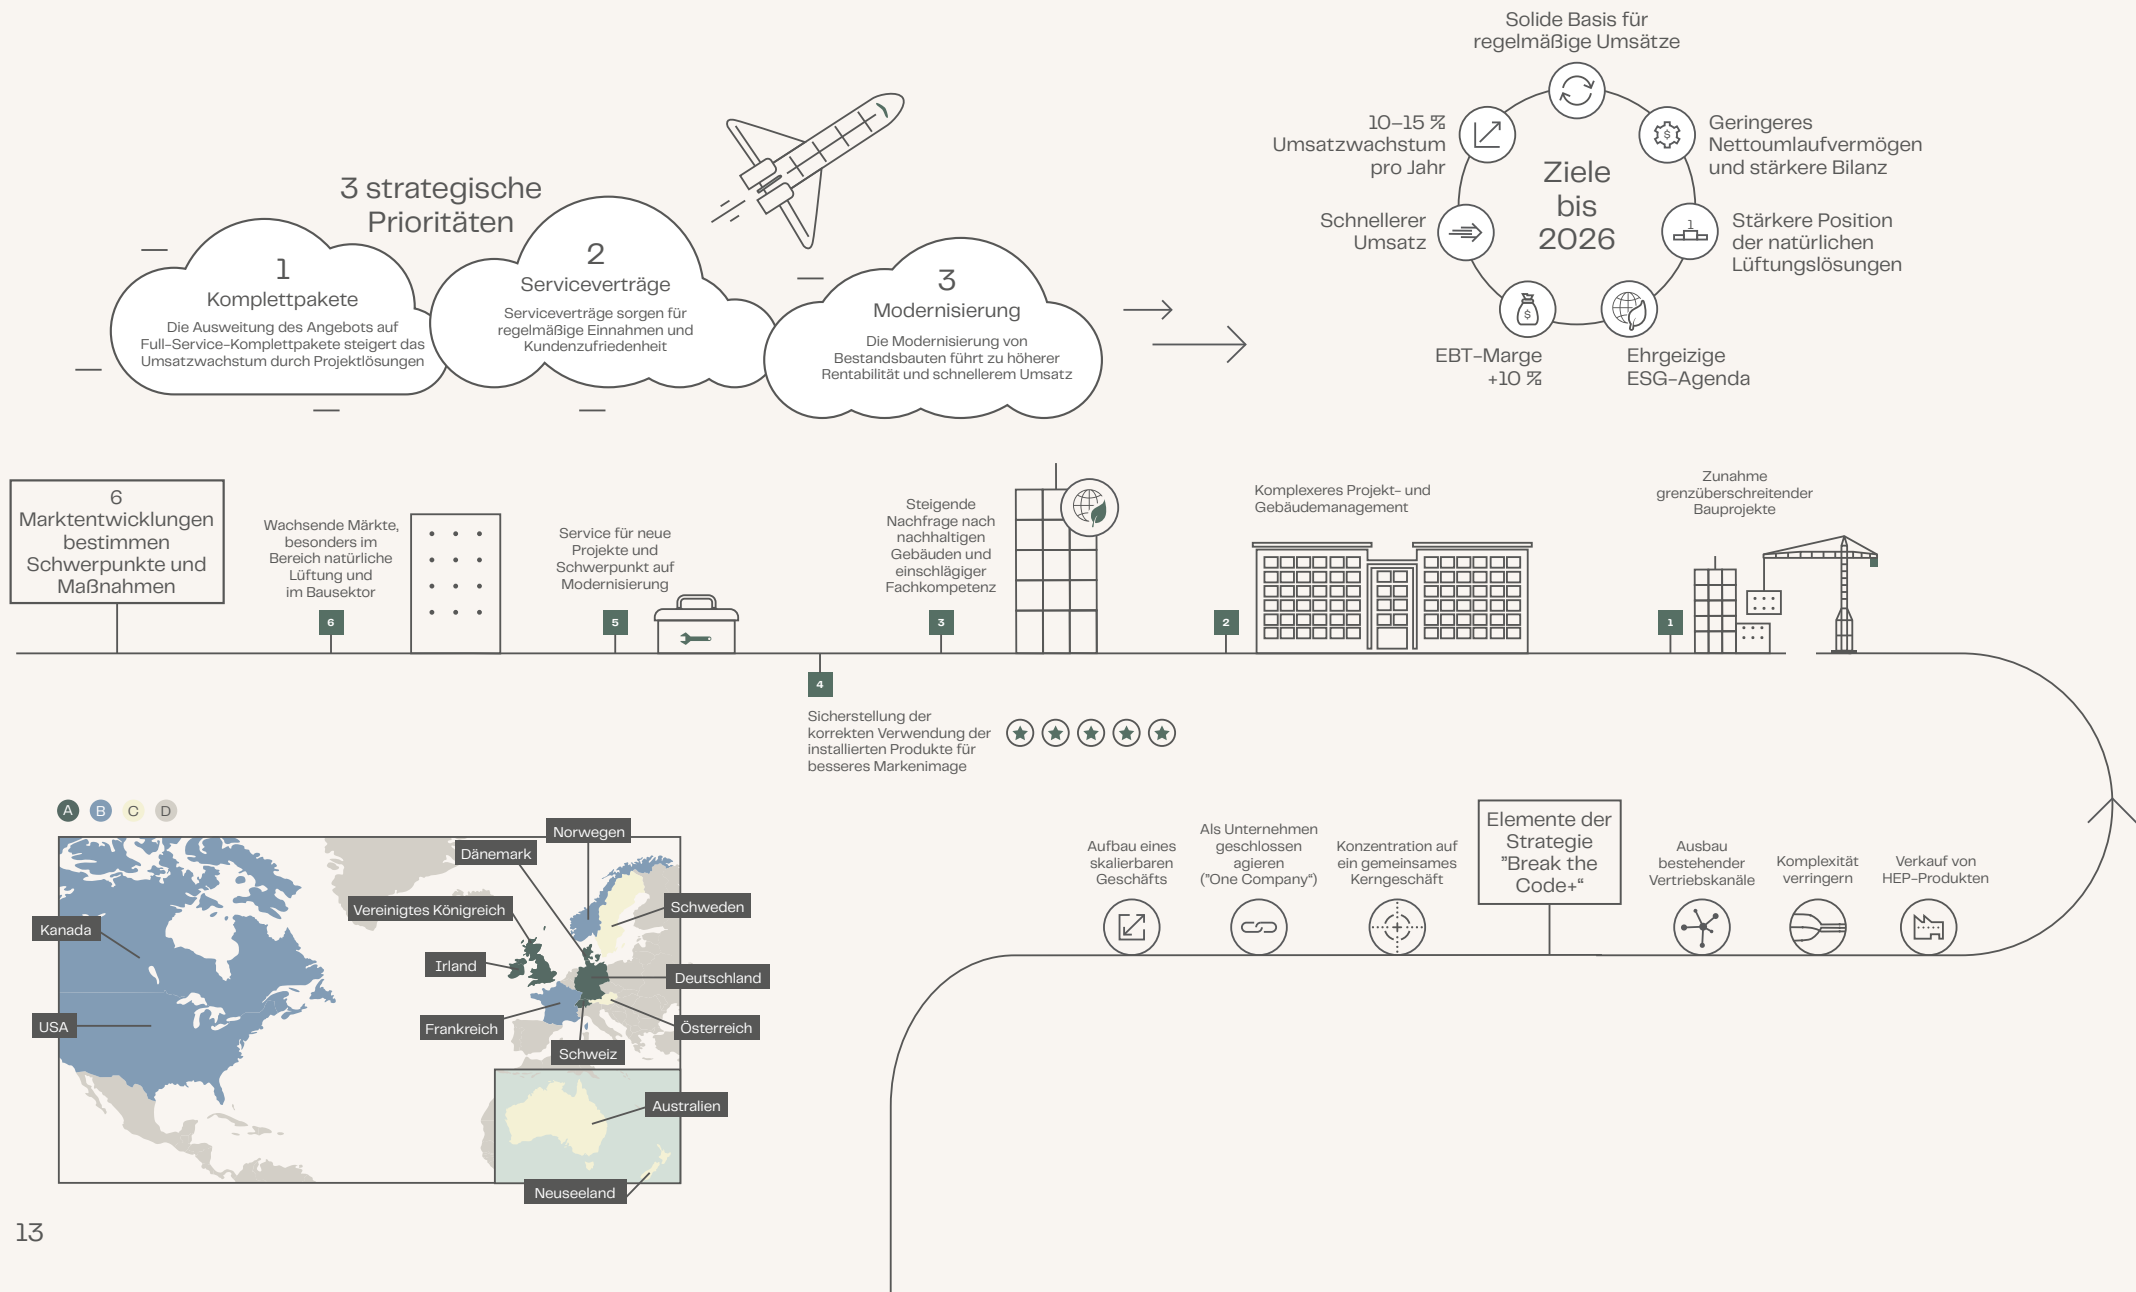 3 strategische
Prioritäten
1
Komplettpakete
Die Ausweitung des Angebots auf
Full-Service-Komplettpakete steigert das
Umsatzwachstum durch Projektlösungen
2
Serviceverträge
Serviceverträge sorgen für
regelmäßige Einnahmen und
Kundenzufriedenheit
3
Modernisierung
Die Modernisierung von
Bestandsbauten führt zu höherer
Rentabilität und schnellerem Umsatz
Ziele
bis
2026
Solide Basis für
regelmäßige Umsätze
Geringeres
Nettoumlaufvermögen
und stärkere Bilanz
$
1
Stärkere Position
der natürlichen
Lüftungslösungen
Ehrgeizige
ESG-Agenda
$
EBT-Marge
+10 %
Schnellerer
Umsatz
10–15 %
Umsatzwachstum
pro Jahr
6
Marktentwicklungen
bestimmen
Schwerpunkte und
Maßnahmen
Wachsende Märkte,
besonders im
Bereich natürliche
Lüftung und
im Bausektor
6
Service für neue
Projekte und
Schwerpunkt auf
Modernisierung
5
4
Sicherstellung der
korrekten Verwendung der
installierten Produkte für
besseres Markenimage
Steigende
Nachfrage nach
nachhaltigen
Gebäuden und
einschlägiger
Fachkompetenz
3
Komplexeres Projekt- und
Gebäudemanagement
2
Zunahme
grenzüberschreitender
Bauprojekte
1
Aufbau eines
skalierbaren
Geschäfts
Als Unternehmen
geschlossen
agieren
("One Company")
Konzentration auf
ein gemeinsames
Kerngeschäft
Elemente der
Strategie
"Break the
Code+"
Ausbau
bestehender
Vertriebskanäle
Komplexität
verringern
Verkauf von
HEP-Produkten
A B C D
Norwegen
Dänemark
Vereinigtes Königreich
Schweden
Kanada
Irland
Deutschland
USA
Frankreich
Österreich
Schweiz
Australien
Neuseeland
13